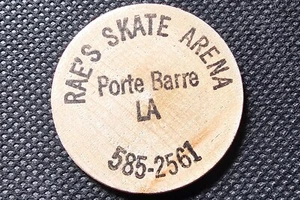 RAE'S SKATE ARENA
Porte Barre
LA
585-2561